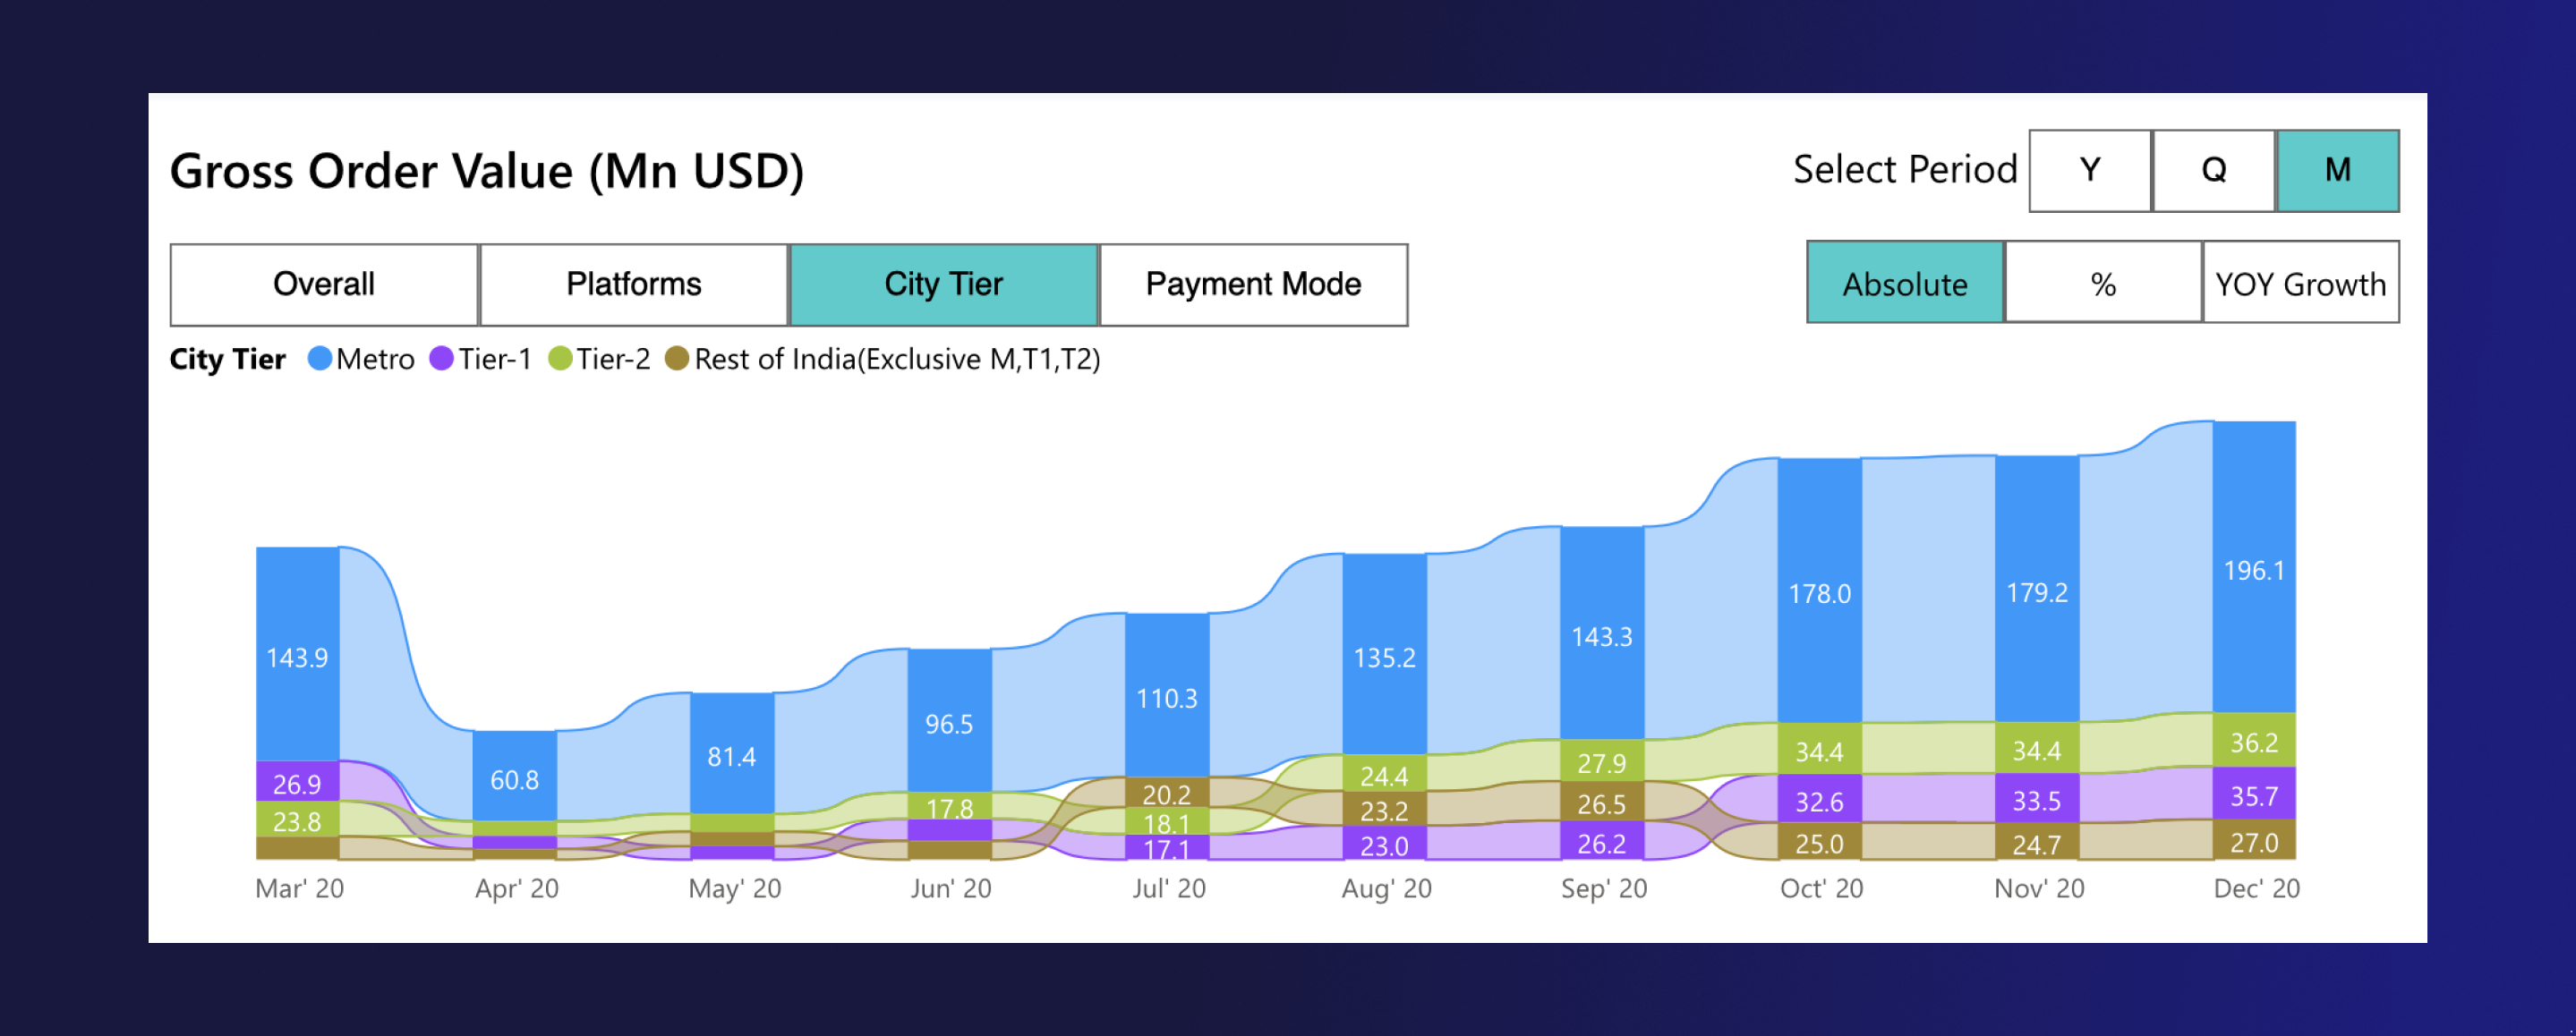 Gross Order Value (Mn USD)
Select Period Y Q M
Overall Platforms City Tier Payment Mode
Absolute % YOY Growth
City Tier Metro Tier-1 Tier-2 Rest of India(Exclusive M,T1,T2)
143.9 26.9 23.8
60.8
81.4
96.5 17.8
110.3 20.2 18.1 17.1
135.2 24.4 23.2 23.0
143.3 27.9 26.5 26.2
178.0 34.4 32.6 25.0
179.2 34.4 33.5 24.7
196.1 36.2 35.7 27.0
Mar' 20 Apr' 20 May' 20 Jun' 20 Jul' 20 Aug' 20 Sep' 20 Oct' 20 Nov' 20 Dec' 20